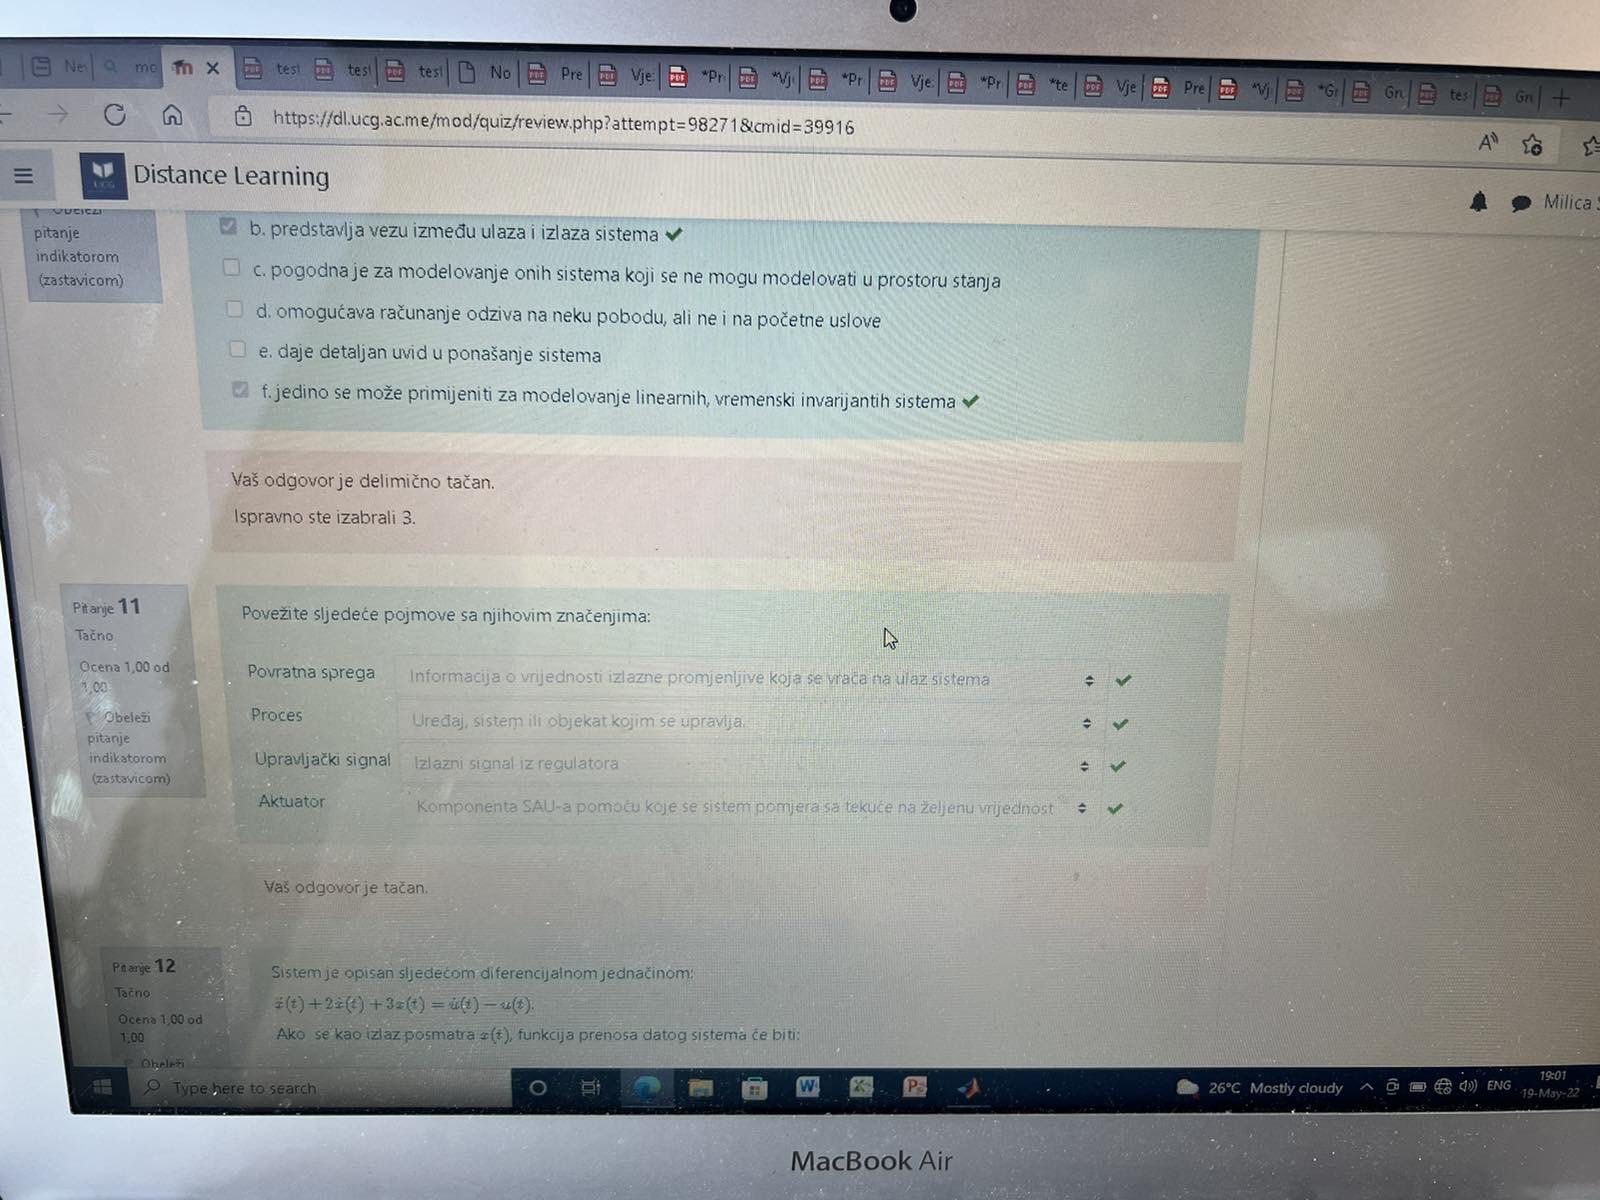 Ne
mo
test
test
test
No
Pre
Vje
*Pr
*Vj
*Pr
Vje
*Pr
*te
Vje
Pre
*Vj
*Gr
Gru
tes
Gru
https://dl.ucg.ac.me/mod/quiz/review.php?attempt=98271&cmid=39916
UCG
Distance Learning
Milica
Obeleži
pitanje
indikatorom
(zastavicom)
b. predstavlja vezu između ulaza i izlaza sistema
c. pogodna je za modelovanje onih sistema koji se ne mogu modelovati u prostoru stanja
d. omogućava računanje odziva na neku pobodu, ali ne i na početne uslove
e. daje detaljan uvid u ponašanje sistema
f. jedino se može primijeniti za modelovanje linearnih, vremenski invarijantih sistema
Vaš odgovor je delimično tačan.
Ispravno ste izabrali 3.
Pitanje 11
Tačno
Ocena 1,00 od
1,00
Obeleži
pitanje
indikatorom
(zastavicom)
Povežite sljedeće pojmove sa njihovim značenjima:
Povratna sprega Informacija o vrijednosti izlazne promjenljive koja se vraća na ulaz sistema
Proces Uređaj, sistem ili objekat kojim se upravlja.
Upravljački signal Izlazni signal iz regulatora
Aktuator Komponenta SAU-a pomoću koje se sistem pomjera sa tekuće na željenu vrijednost
Vaš odgovor je tačan.
Pitanje 12
Tačno
Ocena 1,00 od
1,00
Obeleži
Sistem je opisan sljedećom diferencijalnom jednačinom:
ẍ(t) + 2ẋ(t) + 3x(t) = u̇(t) − u(t).
Ako se kao izlaz posmatra x(t), funkcija prenosa datog sistema će biti:
Type here to search
26°C Mostly cloudy
ENG
19:01
19-May-22
MacBook Air